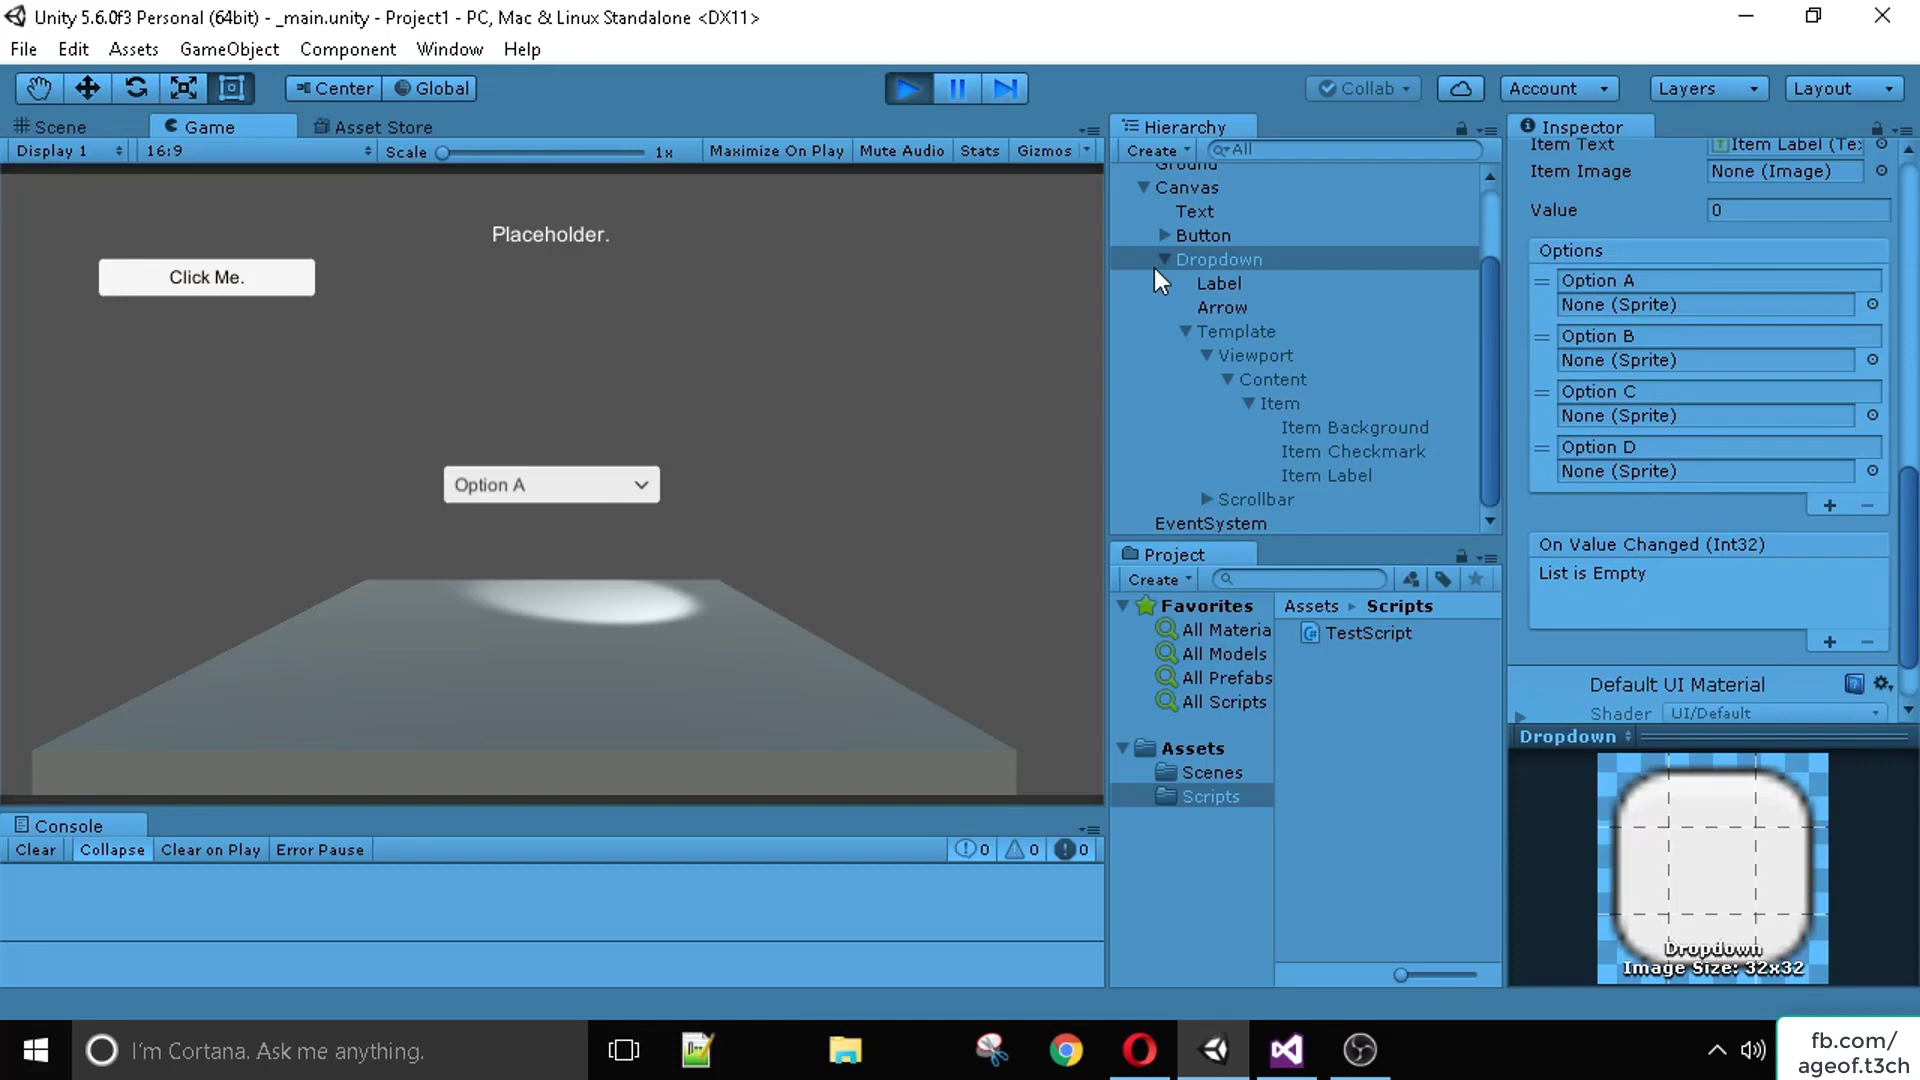 Unity 5.6.0f3 Personal (64bit) - _main.unity - Project1 - PC, Mac & Linux Standalone <DX11>
File Edit Assets GameObject Component Window Help
Center Global Collab Account Layers Layout
Scene Game Asset Store
Display 1 16:9 Scale 1x Maximize On Play Mute Audio Stats Gizmos
Placeholder.
Click Me.
Option A
Console
Clear Collapse Clear on Play Error Pause 0 0 0
Hierarchy
Create All
Ground
Canvas
Text
Button
Dropdown
Label
Arrow
Template
Viewport
Content
Item
Item Background
Item Checkmark
Item Label
Scrollbar
EventSystem
Project
Create
Favorites
All Materia
All Models
All Prefabs
All Scripts
Assets
Scenes
Scripts
Assets Scripts
TestScript
Inspector
Item Text Item Label (Te
Item Image None (Image)
Value 0
Options
Option A
None (Sprite)
Option B
None (Sprite)
Option C
None (Sprite)
Option D
None (Sprite)
On Value Changed (Int32)
List is Empty
Default UI Material
Shader UI/Default
Dropdown
Dropdown
Image Size: 32x32
I'm Cortana. Ask me anything.
fb.com/
ageof.t3ch